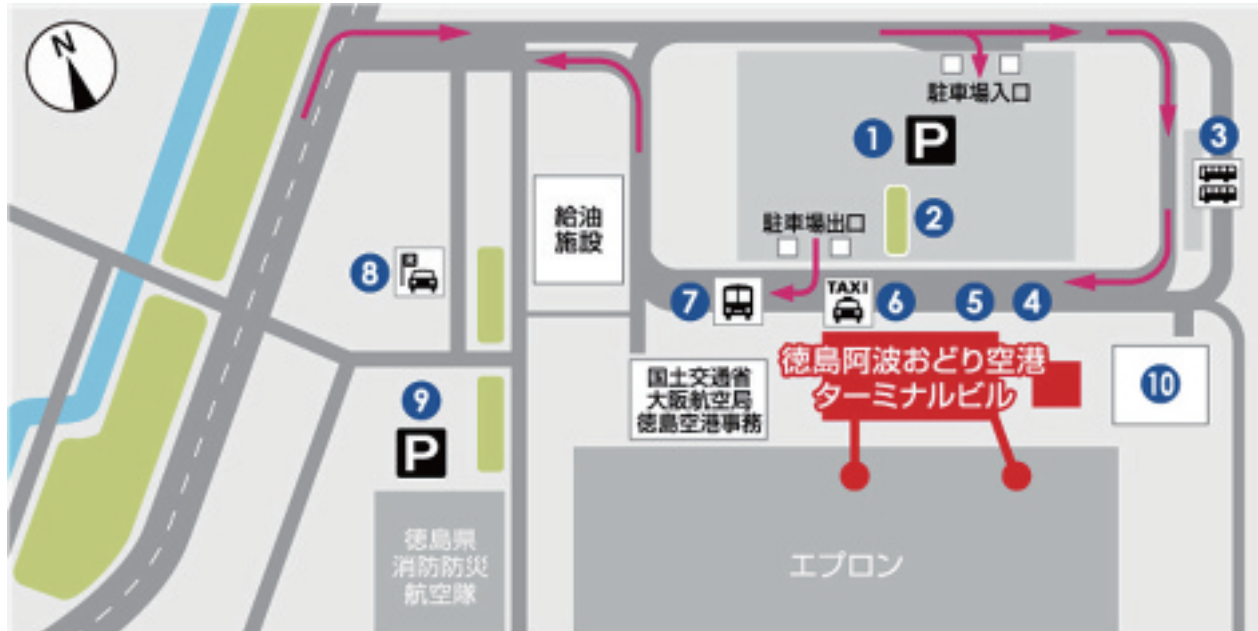 N
駐車場入口
1
P
3
2
給油
施設
駐車場出口
8
7
TAXI
6
5
4
徳島阿波おどり空港
ターミナルビル
国土交通省
大阪航空局
徳島空港事務
10
9
P
徳島県
消防防災
航空隊
エプロン